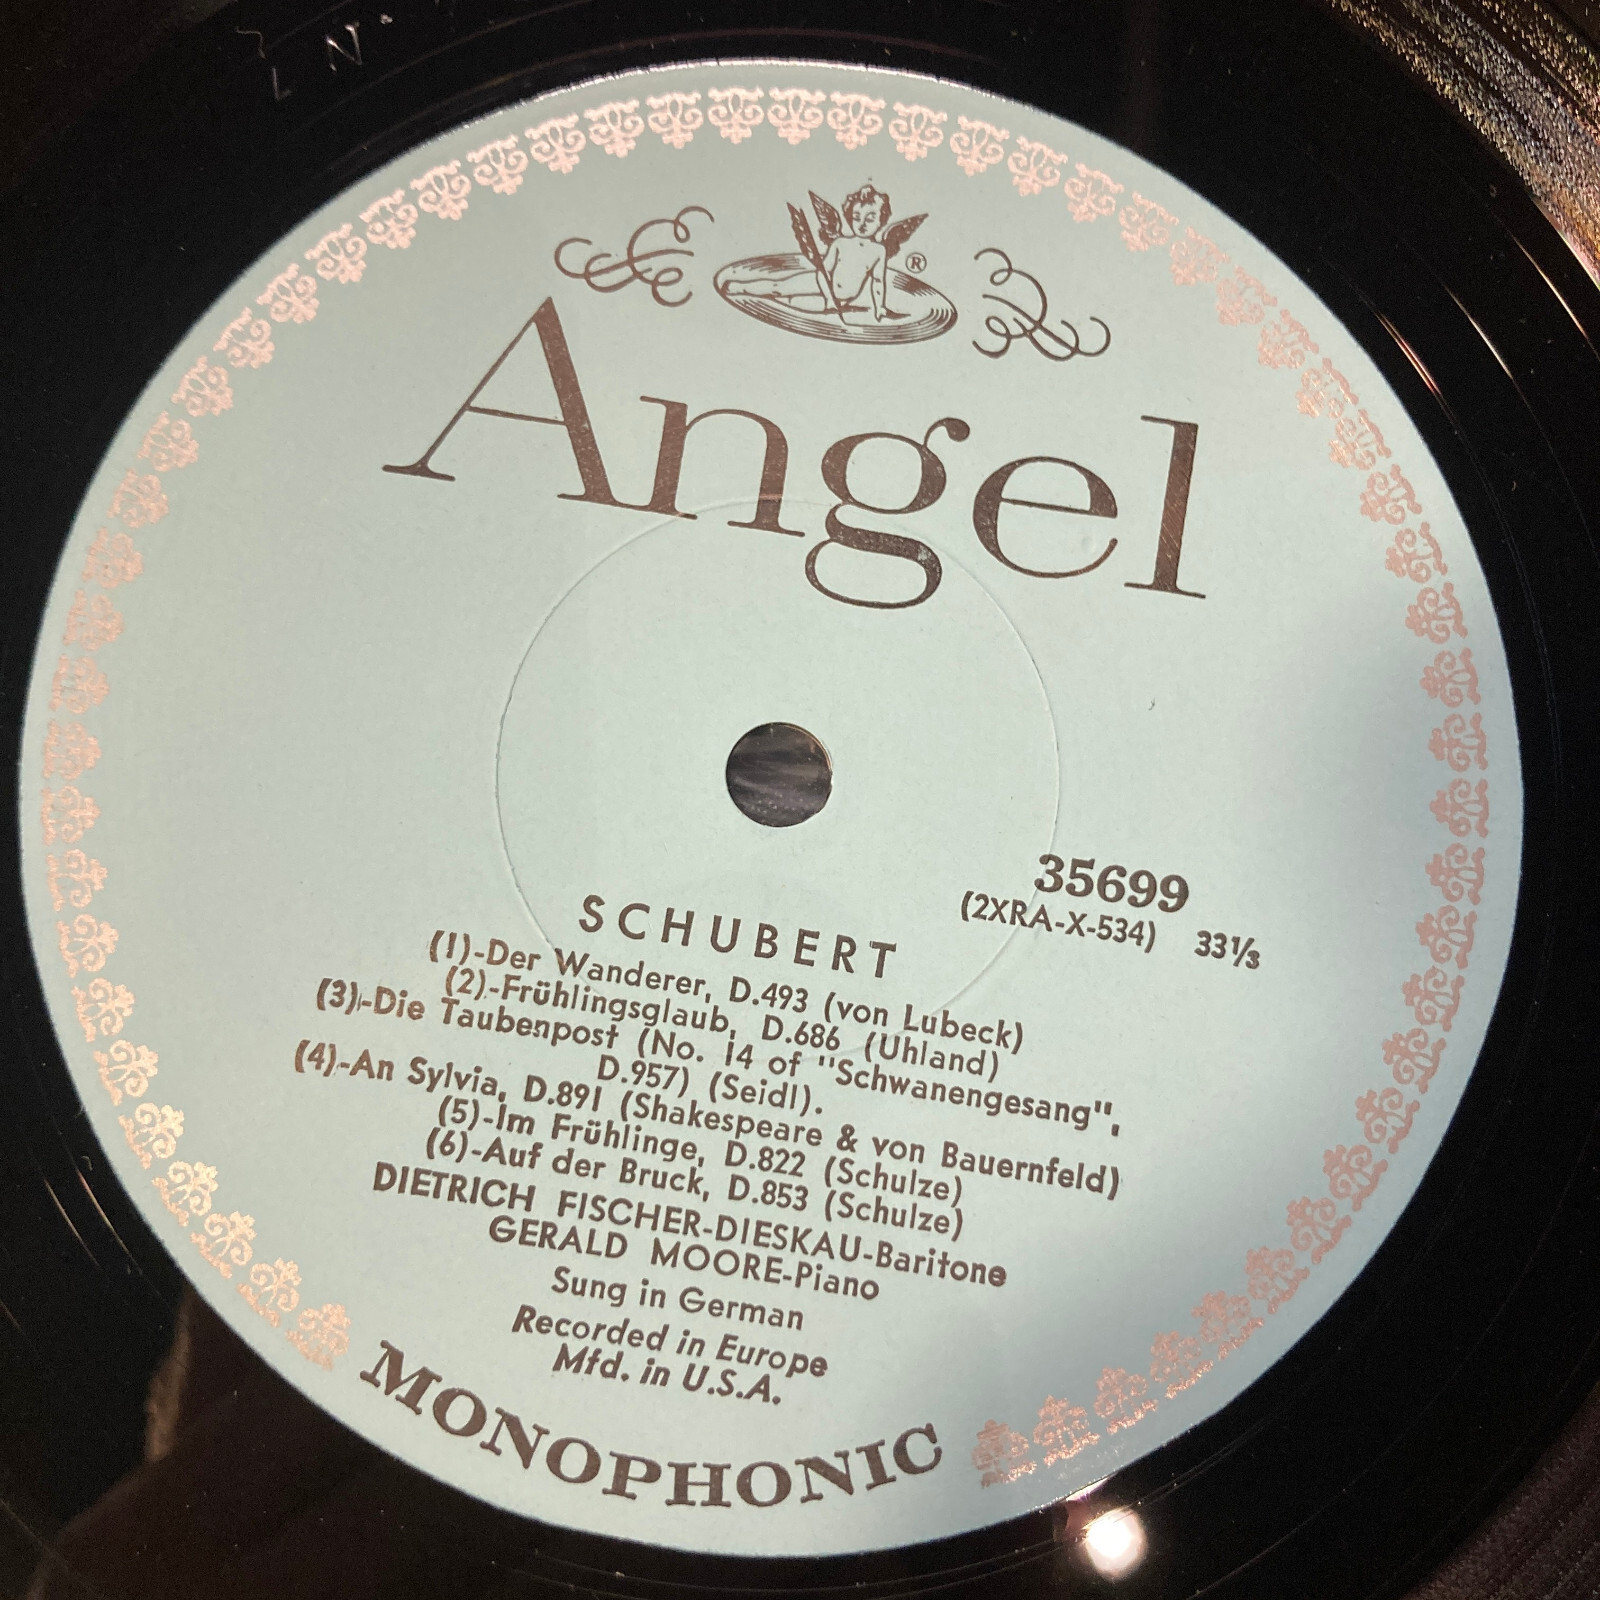 ®
Angel
35699
(2XRA-X-534) 33⅓
SCHUBERT
(1)-Der Wanderer, D.493 (von Lubeck)
(2)-Frühlingsglaub, D.686 (Uhland)
(3)-Die Taubenpost (No. 14 of "Schwanengesang",
D.957) (Seidl).
(4)-An Sylvia, D.891 (Shakespeare & von Bauernfeld)
(5)-Im Frühlinge, D.822 (Schulze)
(6)-Auf der Bruck, D.853 (Schulze)
DIETRICH FISCHER-DIESKAU-Baritone
GERALD MOORE-Piano
Sung in German
Recorded in Europe
Mfd. in U.S.A.
MONOPHONIC